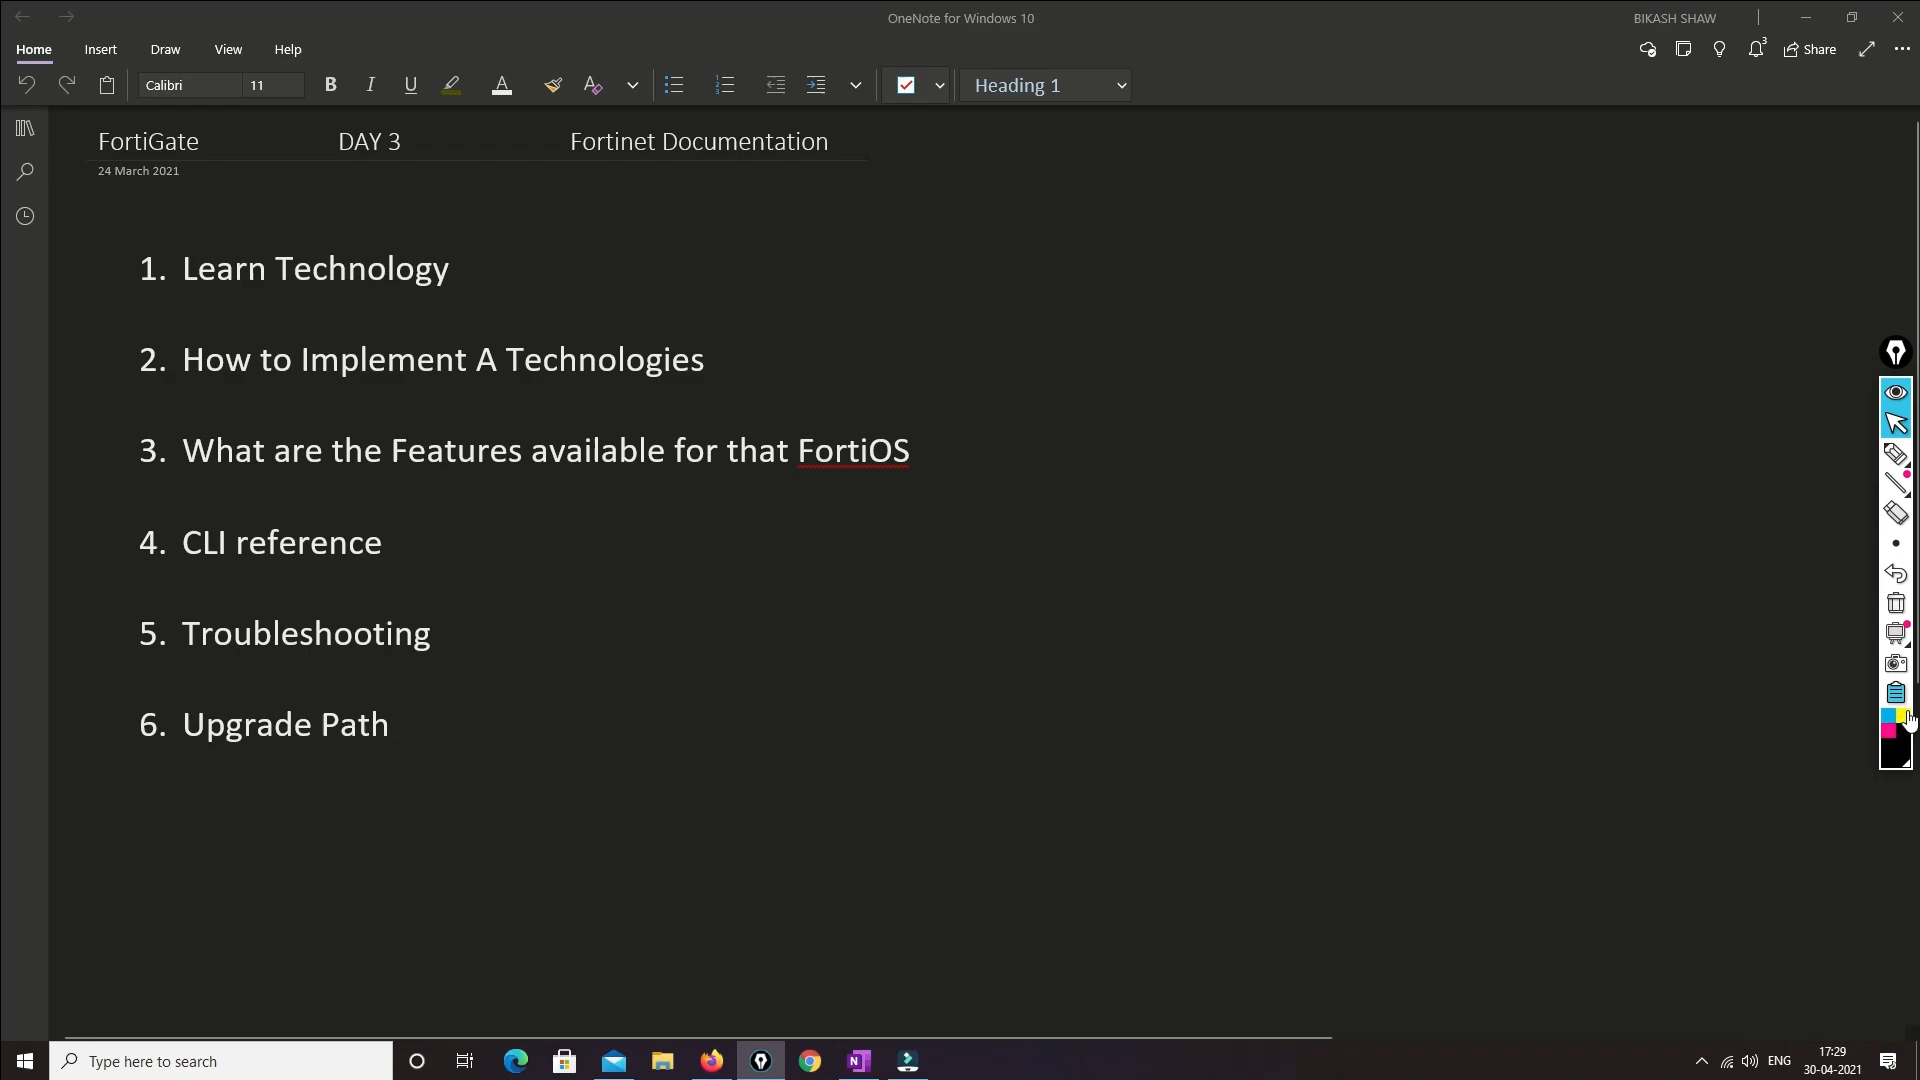 OneNote for Windows 10
BIKASH SHAW
Home Insert Draw View Help
3
Share
Calibri 11 B I U A A Heading 1
FortiGate DAY 3 Fortinet Documentation
24 March 2021
1. Learn Technology
2. How to Implement A Technologies
3. What are the Features available for that FortiOS
4. CLI reference
5. Troubleshooting
6. Upgrade Path
Type here to search
N
ENG
17:29
30-04-2021